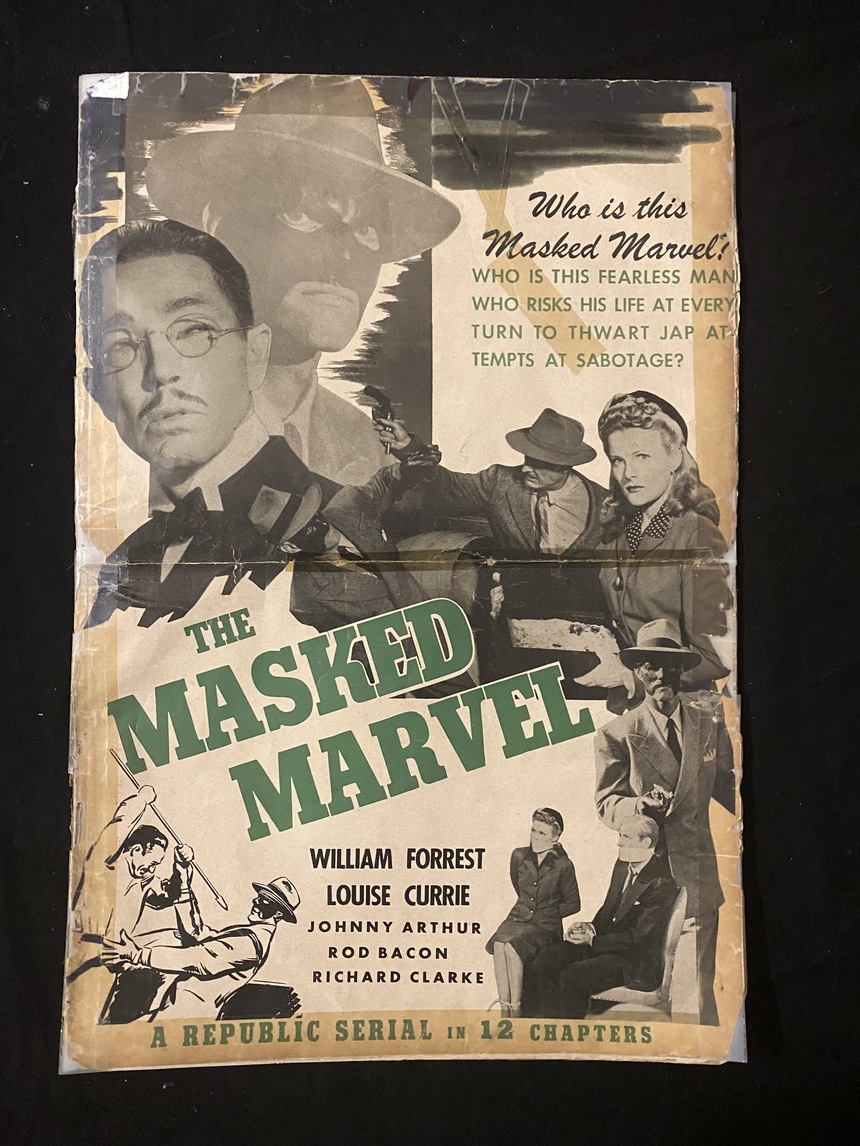 Who is this
Masked Marvel?
WHO IS THIS FEARLESS MAN
WHO RISKS HIS LIFE AT EVERY
TURN TO THWART JAP AT-
TEMPTS AT SABOTAGE?
THE
MASKED
MARVEL
WILLIAM FORREST
LOUISE CURRIE
JOHNNY ARTHUR
ROD BACON
RICHARD CLARKE
A REPUBLIC SERIAL IN 12 CHAPTERS